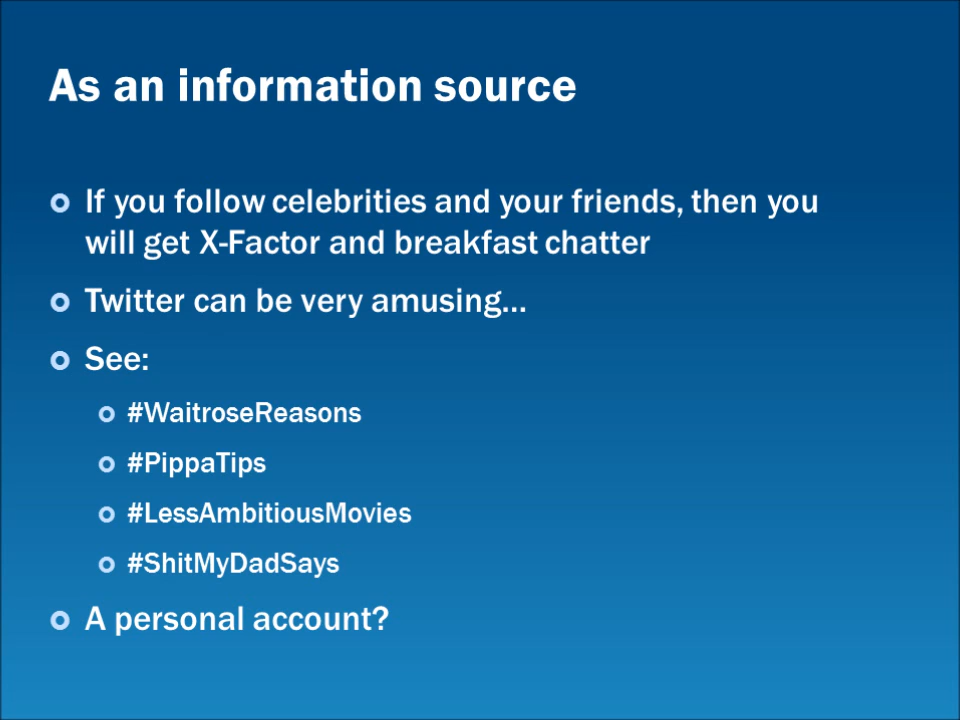 As an information source
If you follow celebrities and your friends, then you
will get X-Factor and breakfast chatter
Twitter can be very amusing...
See:
#WaitroseReasons
#PippaTips
#LessAmbitiousMovies
#ShitMyDadSays
A personal account?